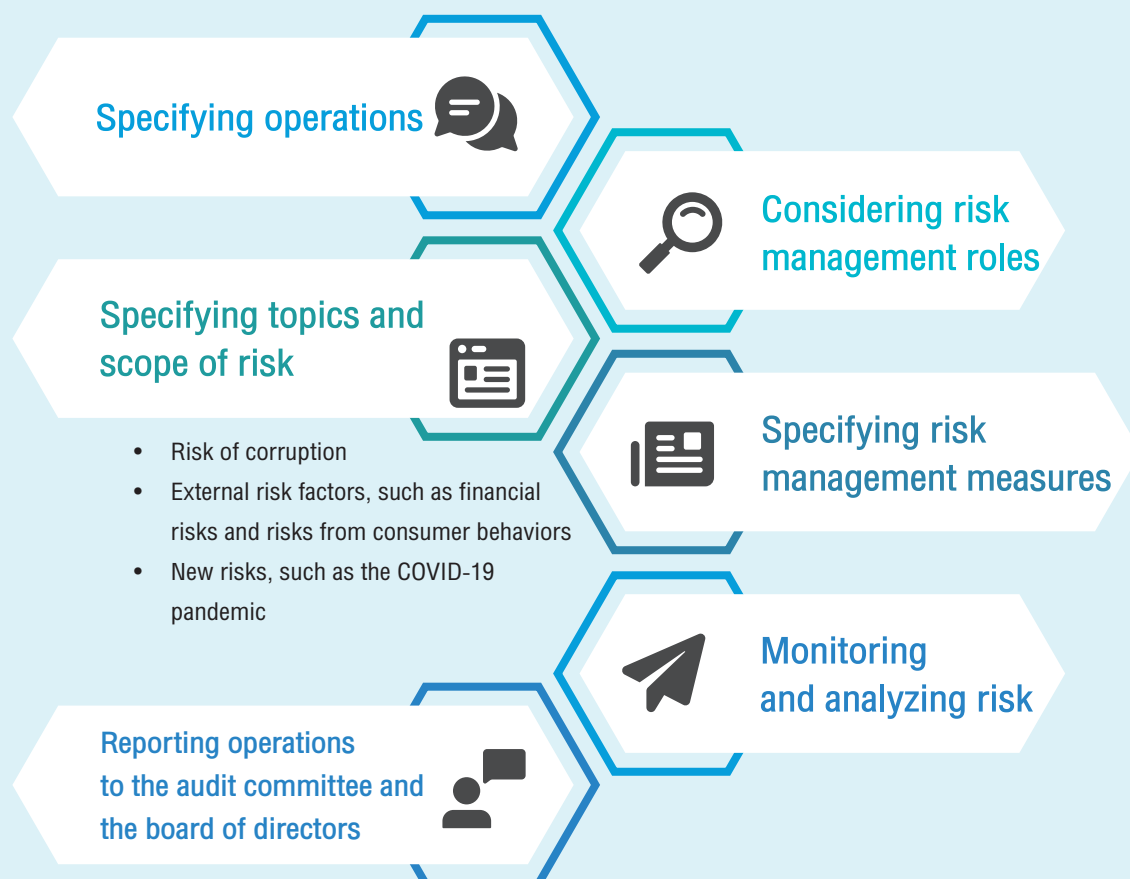 Specifying operations
Considering risk
management roles
Specifying topics and
scope of risk
• Risk of corruption
• External risk factors, such as financial
risks and risks from consumer behaviors
• New risks, such as the COVID-19
pandemic
Specifying risk
management measures
Monitoring
and analyzing risk
Reporting operations
to the audit committee and
the board of directors